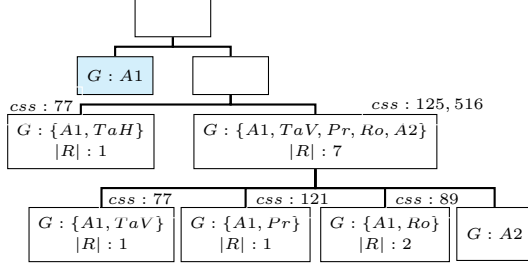 G : A1
css : 77
css : 125, 516
G : {A1, TaH}
|R| : 1
G : {A1, TaV, Pr, Ro, A2}
|R| : 7
css : 77
css : 121
css : 89
G : {A1, TaV}
|R| : 1
G : {A1, Pr}
|R| : 1
G : {A1, Ro}
|R| : 2
G : A2